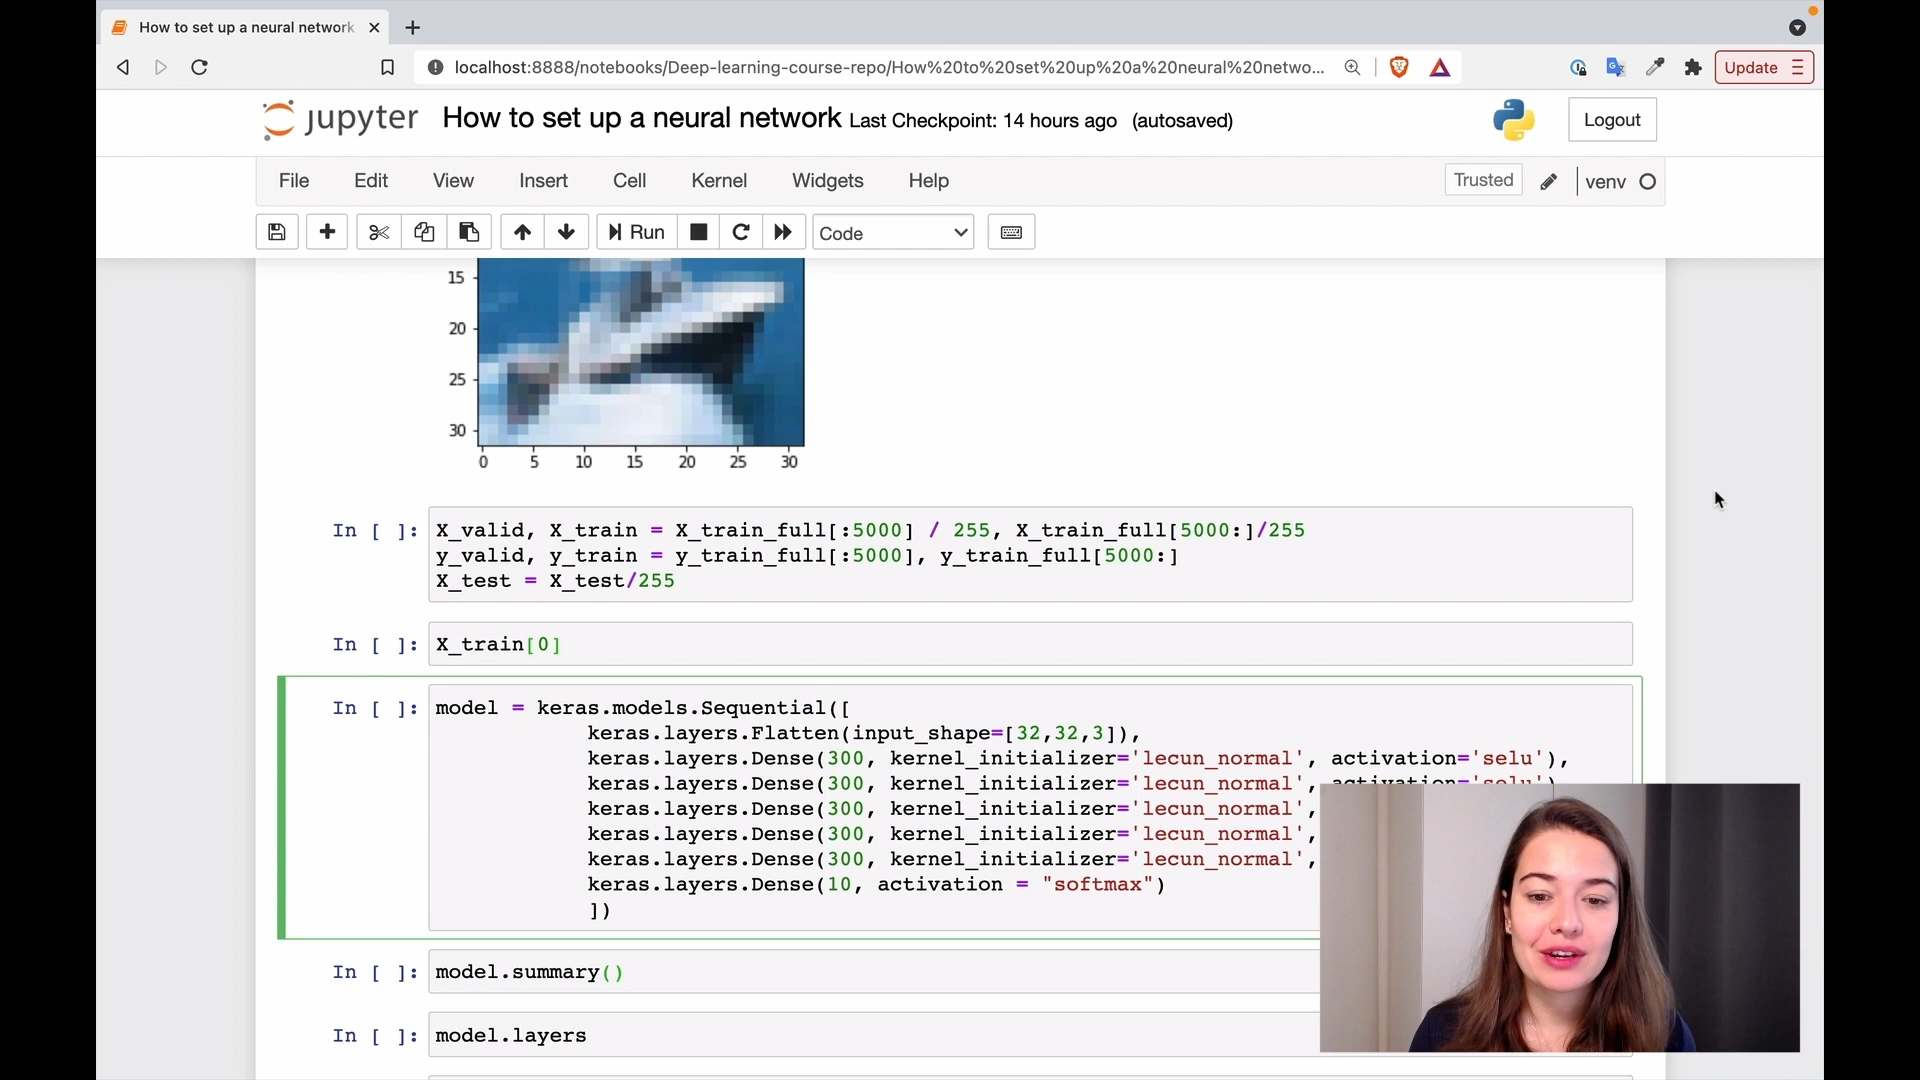 How to set up a neural network
localhost:8888/notebooks/Deep-learning-course-repo/How%20to%20set%20up%20a%20neural%20netwo...
Update
jupyter How to set up a neural network Last Checkpoint: 14 hours ago (autosaved)
Logout
File Edit View Insert Cell Kernel Widgets Help
Trusted
venv
Run
Code
15
20
25
30
0 5 10 15 20 25 30
In [ ]: X_valid, X_train = X_train_full[:5000] / 255, X_train_full[5000:]/255
y_valid, y_train = y_train_full[:5000], y_train_full[5000:]
X_test = X_test/255
In [ ]: X_train[0]
In [ ]: model = keras.models.Sequential([
keras.layers.Flatten(input_shape=[32,32,3]),
keras.layers.Dense(300, kernel_initializer='lecun_normal', activation='selu'),
keras.layers.Dense(300, kernel_initializer='lecun_normal', activation='selu'),
keras.layers.Dense(300, kernel_initializer='lecun_normal',
keras.layers.Dense(300, kernel_initializer='lecun_normal',
keras.layers.Dense(300, kernel_initializer='lecun_normal',
keras.layers.Dense(10, activation = "softmax")
])
In [ ]: model.summary()
In [ ]: model.layers